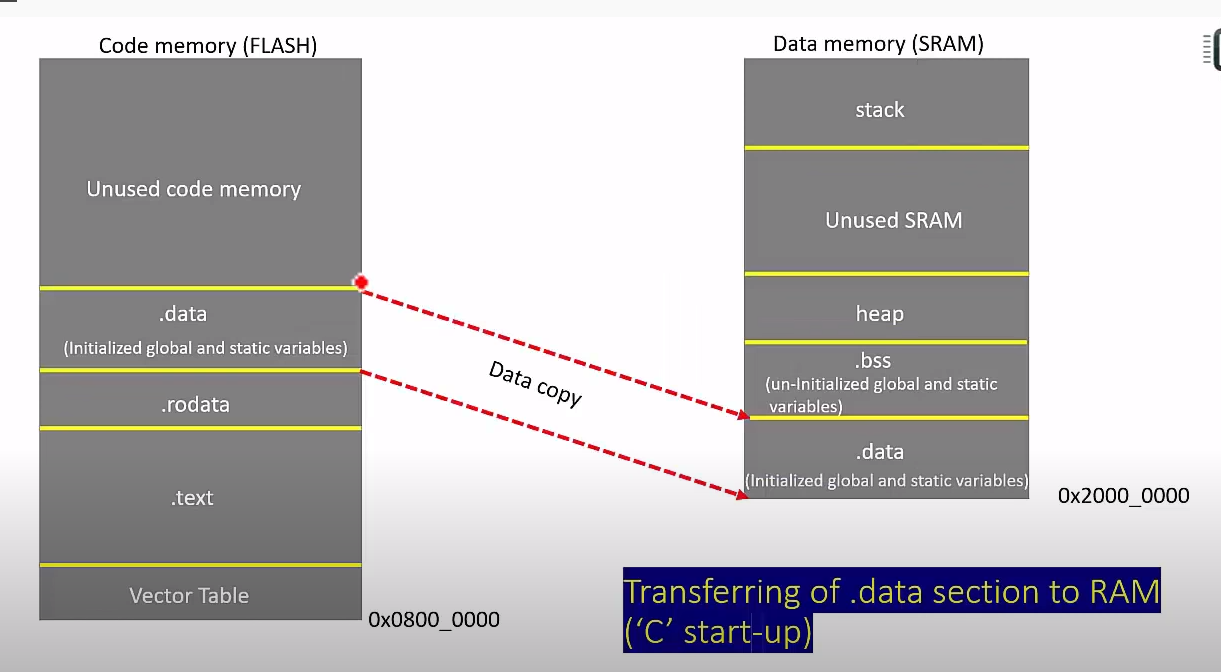 Code memory (FLASH)
Unused code memory
.data
(Initialized global and static variables)
.rodata
.text
Vector Table
0x0800_0000
Data copy
Data memory (SRAM)
stack
Unused SRAM
heap
.bss
(un-Initialized global and static
variables)
.data
(Initialized global and static variables)
0x2000_0000
Transferring of .data section to RAM
(‘C’ start-up)